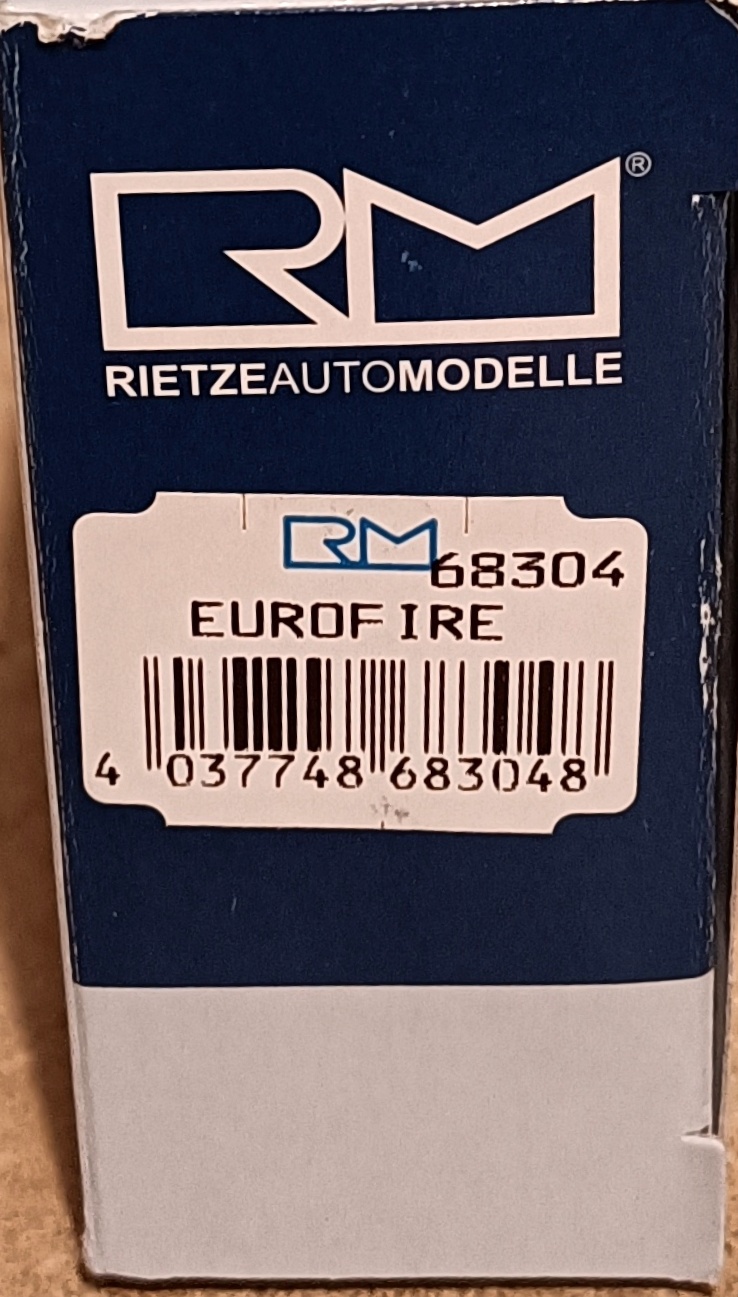 RM®
RIETZEAUTOMODELLE
RM 68304
EUROFIRE
4 037748 683048